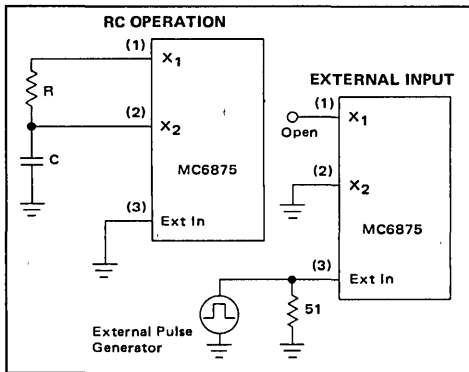 RC OPERATION
(1)
X1
R
(2)
X2
C
MC6875
(3)
Ext In
EXTERNAL INPUT
(1)
X1
Open
(2)
X2
MC6875
(3)
Ext In
51
External Pulse
Generator